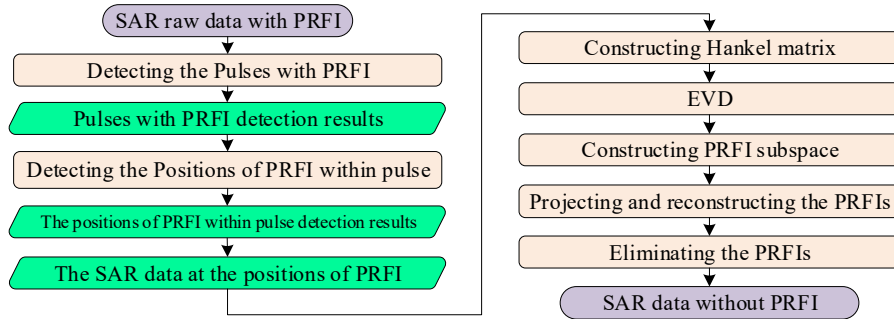 SAR raw data with PRFI
Detecting the Pulses with PRFI
Pulses with PRFI detection results
Detecting the Positions of PRFI within pulse
The positions of PRFI within pulse detection results
The SAR data at the positions of PRFI
Constructing Hankel matrix
EVD
Constructing PRFI subspace
Projecting and reconstructing the PRFIs
Eliminating the PRFIs
SAR data without PRFI